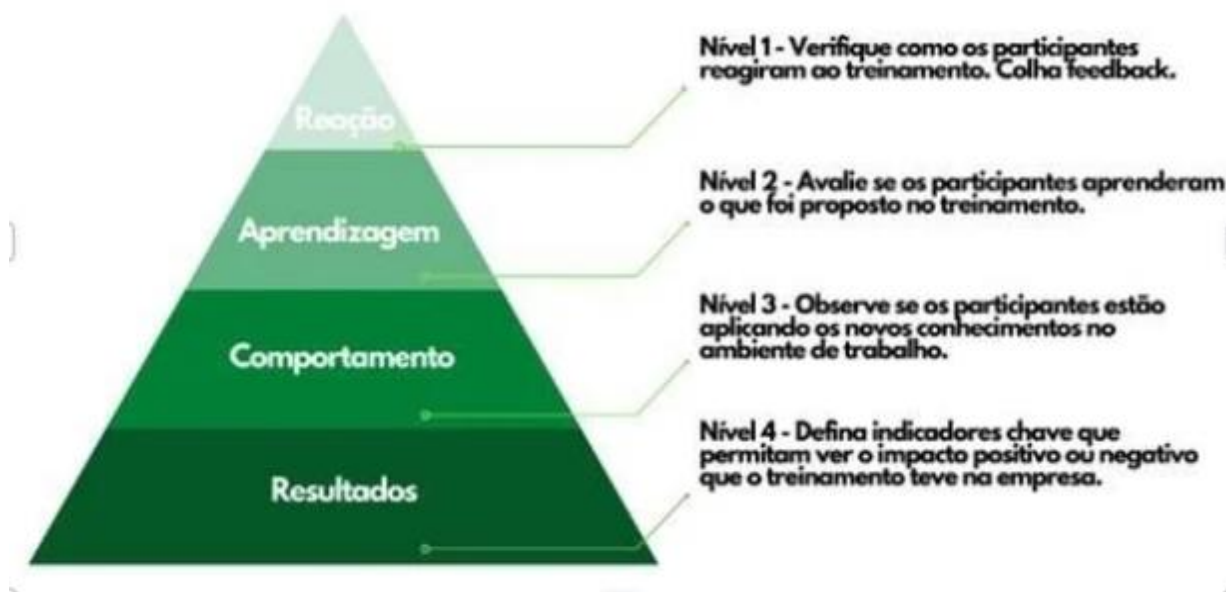 Reação
Nível 1 - Verifique como os participantes
reagiram ao treinamento. Colha feedback.
Aprendizagem
Nível 2 - Avalie se os participantes aprenderam
o que foi proposto no treinamento.
Comportamento
Nível 3 - Observe se os participantes estão
aplicando os novos conhecimentos no
ambiente de trabalho.
Resultados
Nível 4 - Defina indicadores chave que
permitam ver o impacto positivo ou negativo
que o treinamento teve na empresa.